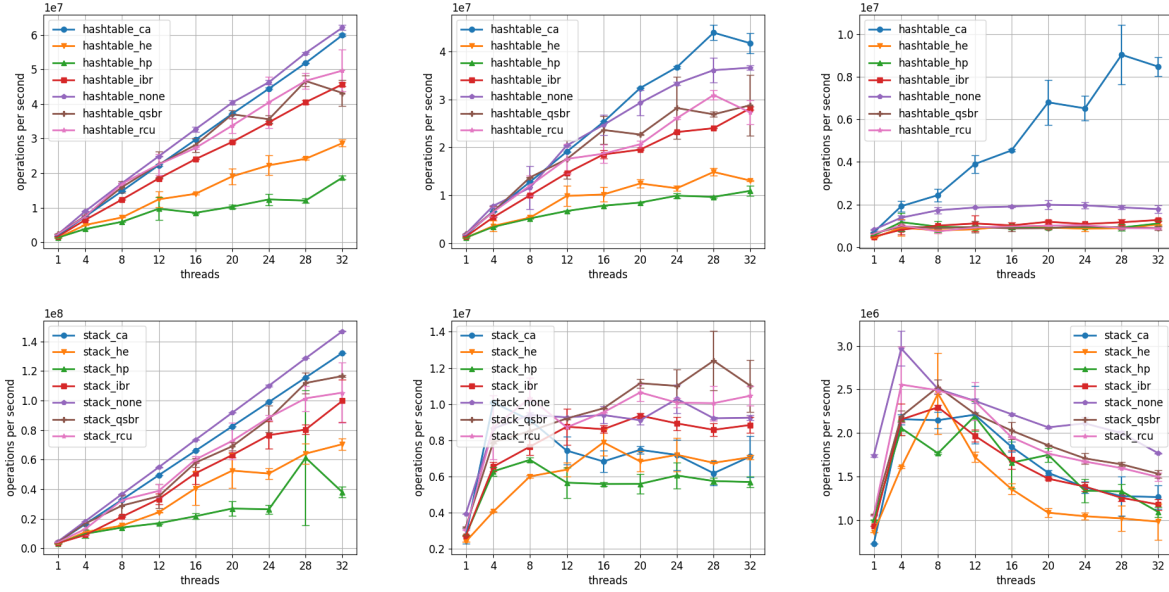 1e7
operations per second
7
6
5
4
3
2
1
0
hashtable_ca
hashtable_he
hashtable_hp
hashtable_ibr
hashtable_none
hashtable_qsbr
hashtable_rcu
1 4 8 12 16 20 24 28 32
threads
1e7
operations per second
4
3
2
1
0
hashtable_ca
hashtable_he
hashtable_hp
hashtable_ibr
hashtable_none
hashtable_qsbr
hashtable_rcu
1 4 8 12 16 20 24 28 32
threads
1e7
operations per second
1.0
0.8
0.6
0.4
0.2
0.0
hashtable_ca
hashtable_he
hashtable_hp
hashtable_ibr
hashtable_none
hashtable_qsbr
hashtable_rcu
1 4 8 12 16 20 24 28 32
threads
1e8
operations per second
1.4
1.2
1.0
0.8
0.6
0.4
0.2
0.0
stack_ca
stack_he
stack_hp
stack_ibr
stack_none
stack_qsbr
stack_rcu
1 4 8 12 16 20 24 28 32
threads
1e7
operations per second
1.4
1.2
1.0
0.8
0.6
0.4
0.2
stack_ca
stack_he
stack_hp
stack_ibr
stack_none
stack_qsbr
stack_rcu
1 4 8 12 16 20 24 28 32
threads
1e6
operations per second
3.0
2.5
2.0
1.5
1.0
stack_ca
stack_he
stack_hp
stack_ibr
stack_none
stack_qsbr
stack_rcu
1 4 8 12 16 20 24 28 32
threads